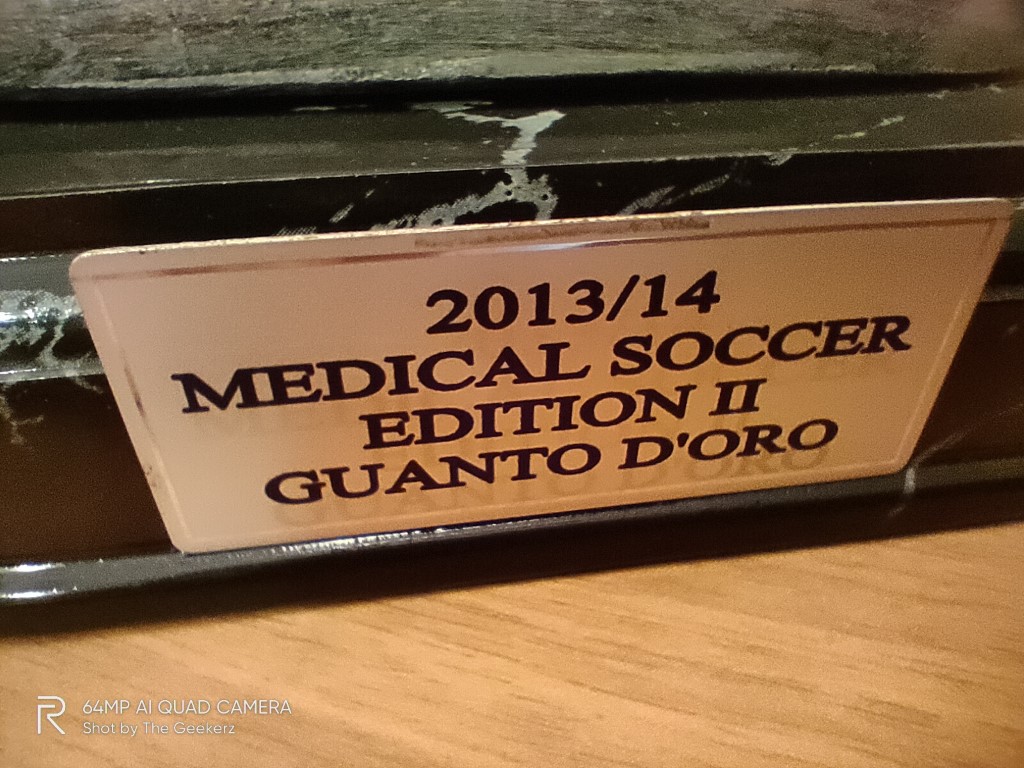 2013/14
MEDICAL SOCCER
EDITION II
GUANTO D'ORO
64MP AI QUAD CAMERA
Shot by The Geekerz